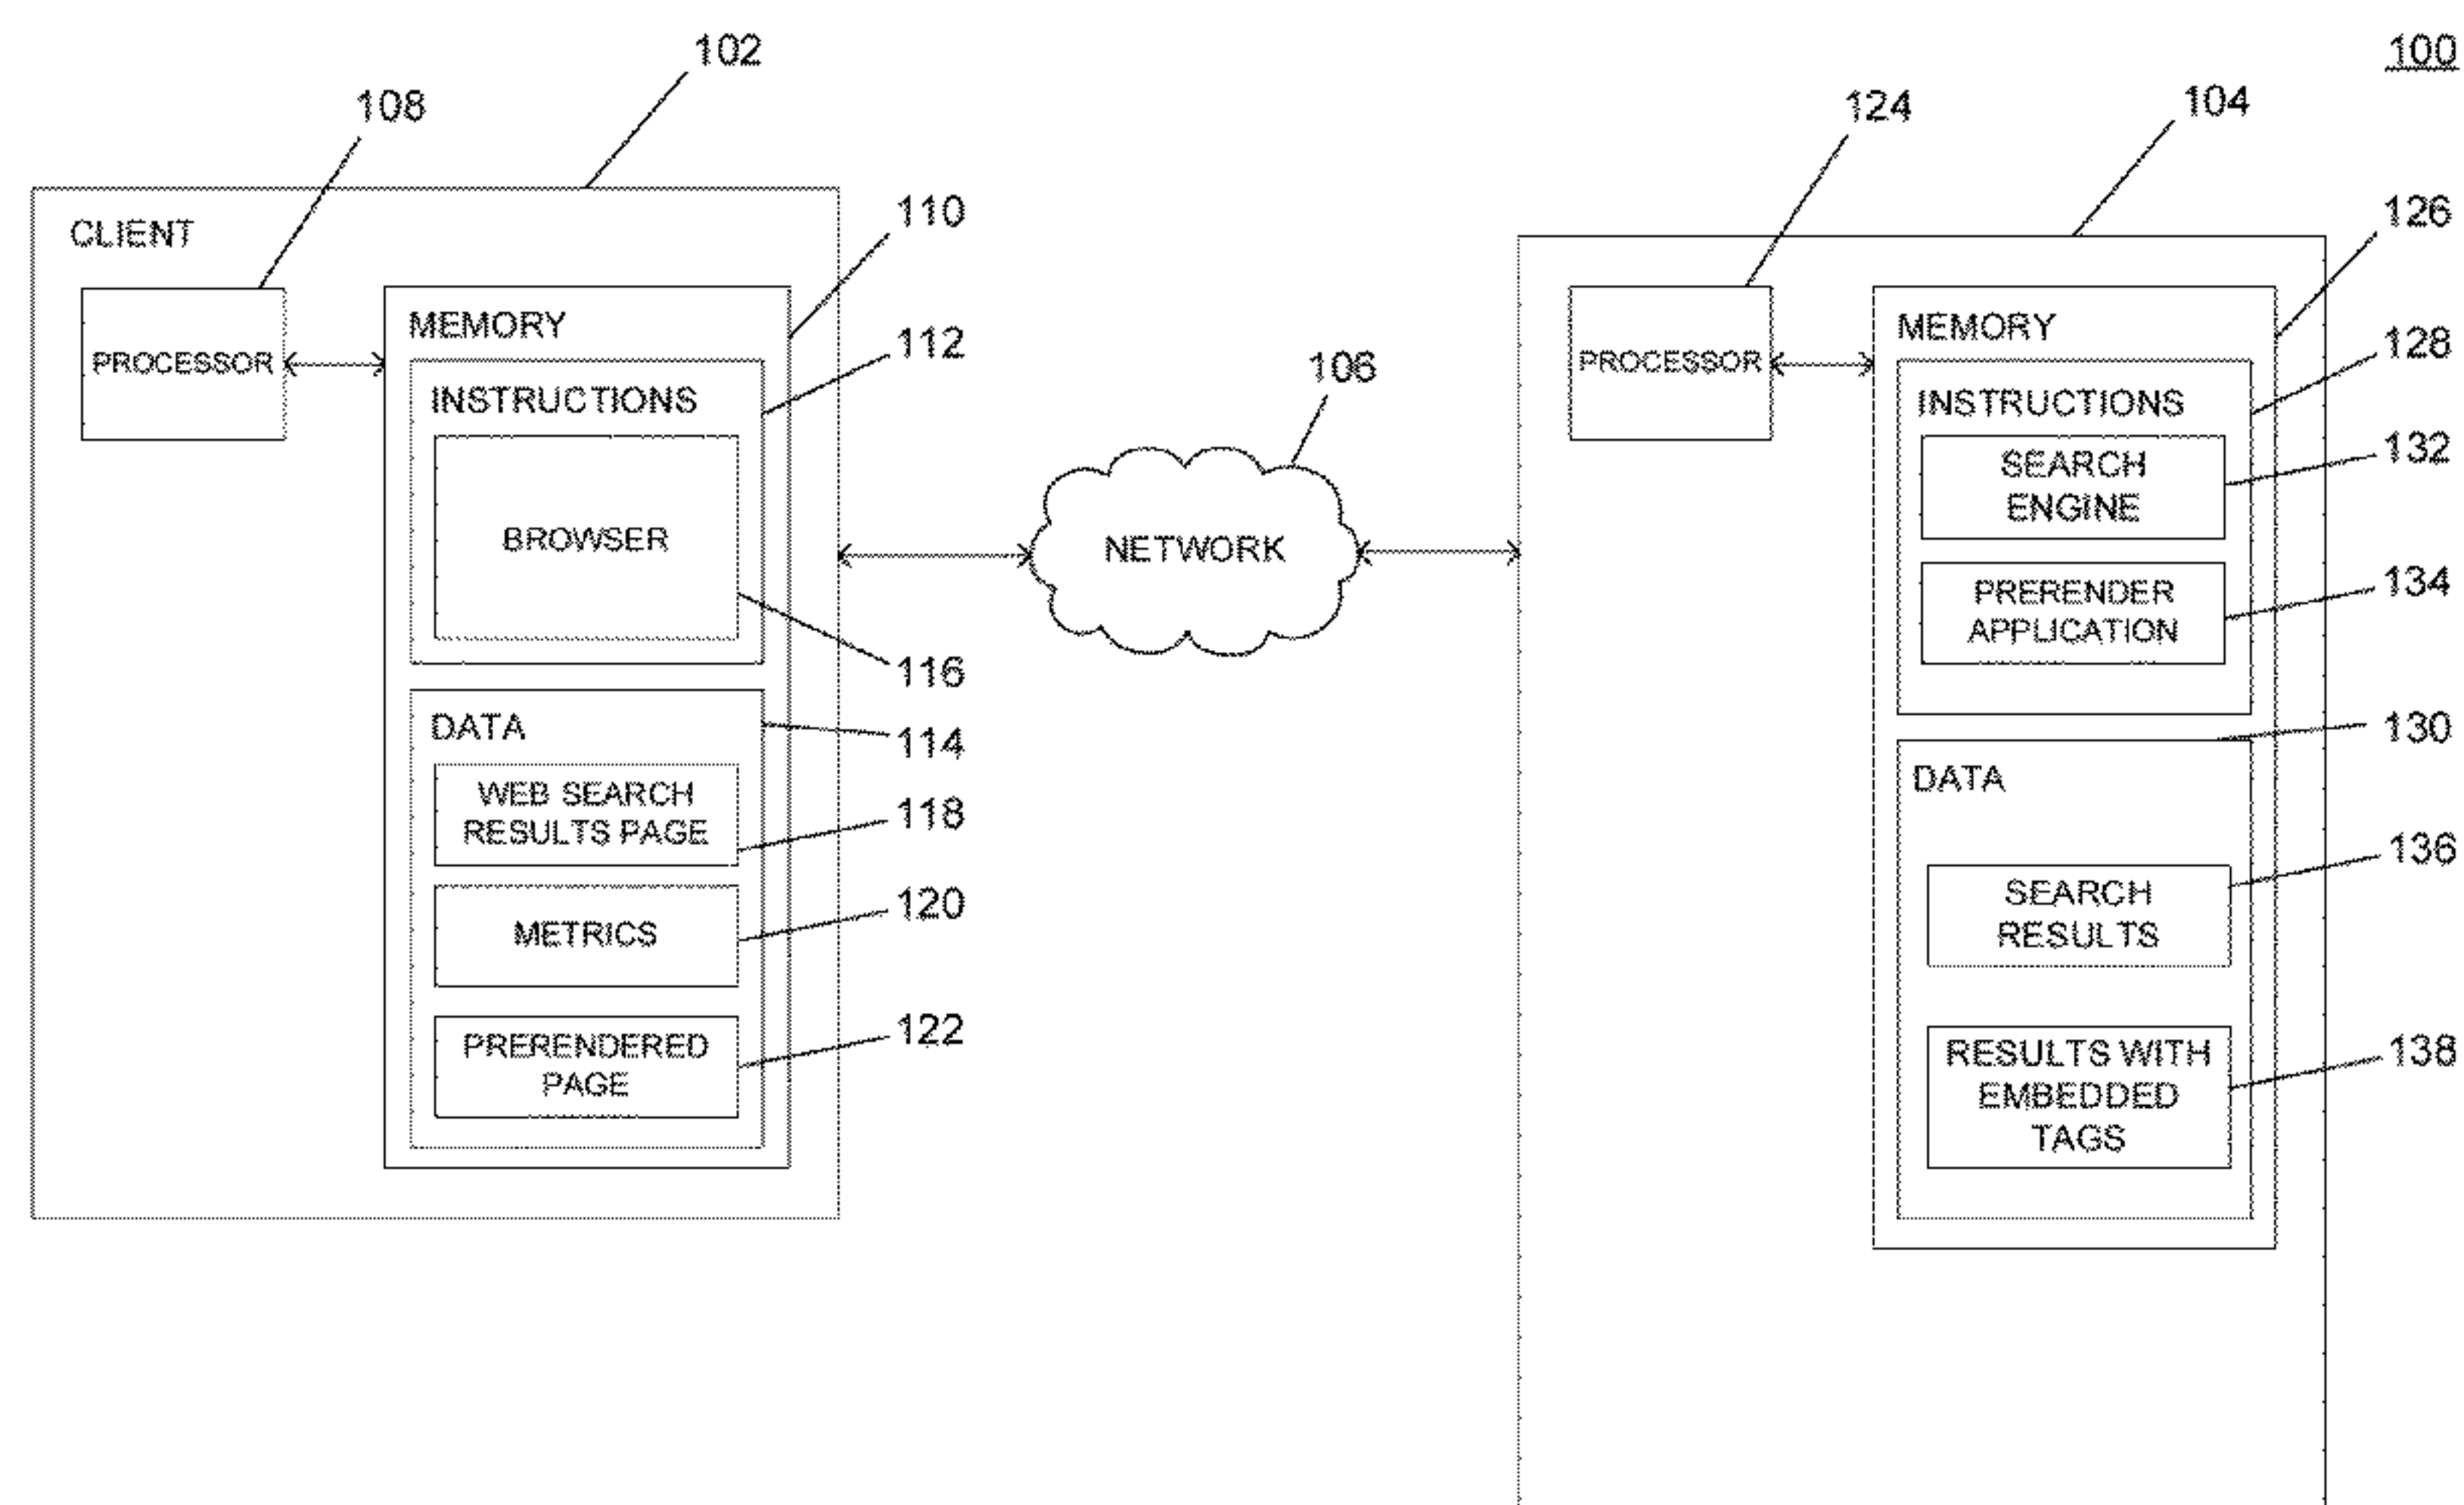 102
100
108
124
104
CLIENT
110
126
PROCESSOR
MEMORY
112
INSTRUCTIONS
BROWSER
116
106
NETWORK
PROCESSOR
MEMORY
128
INSTRUCTIONS
SEARCH
ENGINE
132
PRERENDER
APPLICATION
134
DATA
114
WEB SEARCH
RESULTS PAGE
118
METRICS
120
PRERENDERED
PAGE
122
130
DATA
136
SEARCH
RESULTS
RESULTS WITH
EMBEDDED
TAGS
138